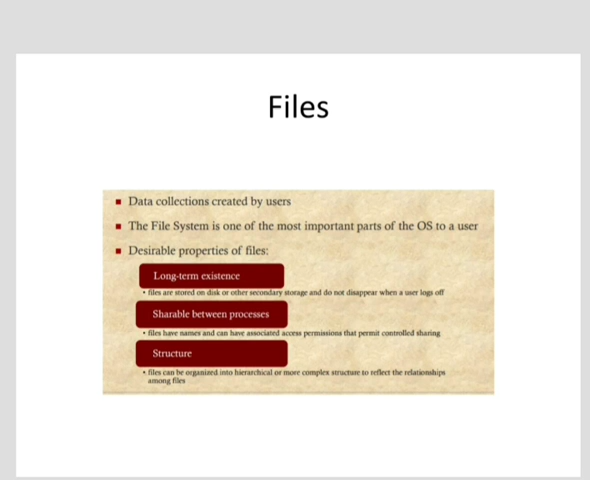 Files
Data collections created by users
The File System is one of the most important parts of the OS to a user
Desirable properties of files:
Long-term existence
• files are stored on disk or other secondary storage and do not disappear when a user logs off
Sharable between processes
• files have names and can have associated access permissions that permit controlled sharing
Structure
• files can be organized into hierarchical or more complex structure to reflect the relationships
among files